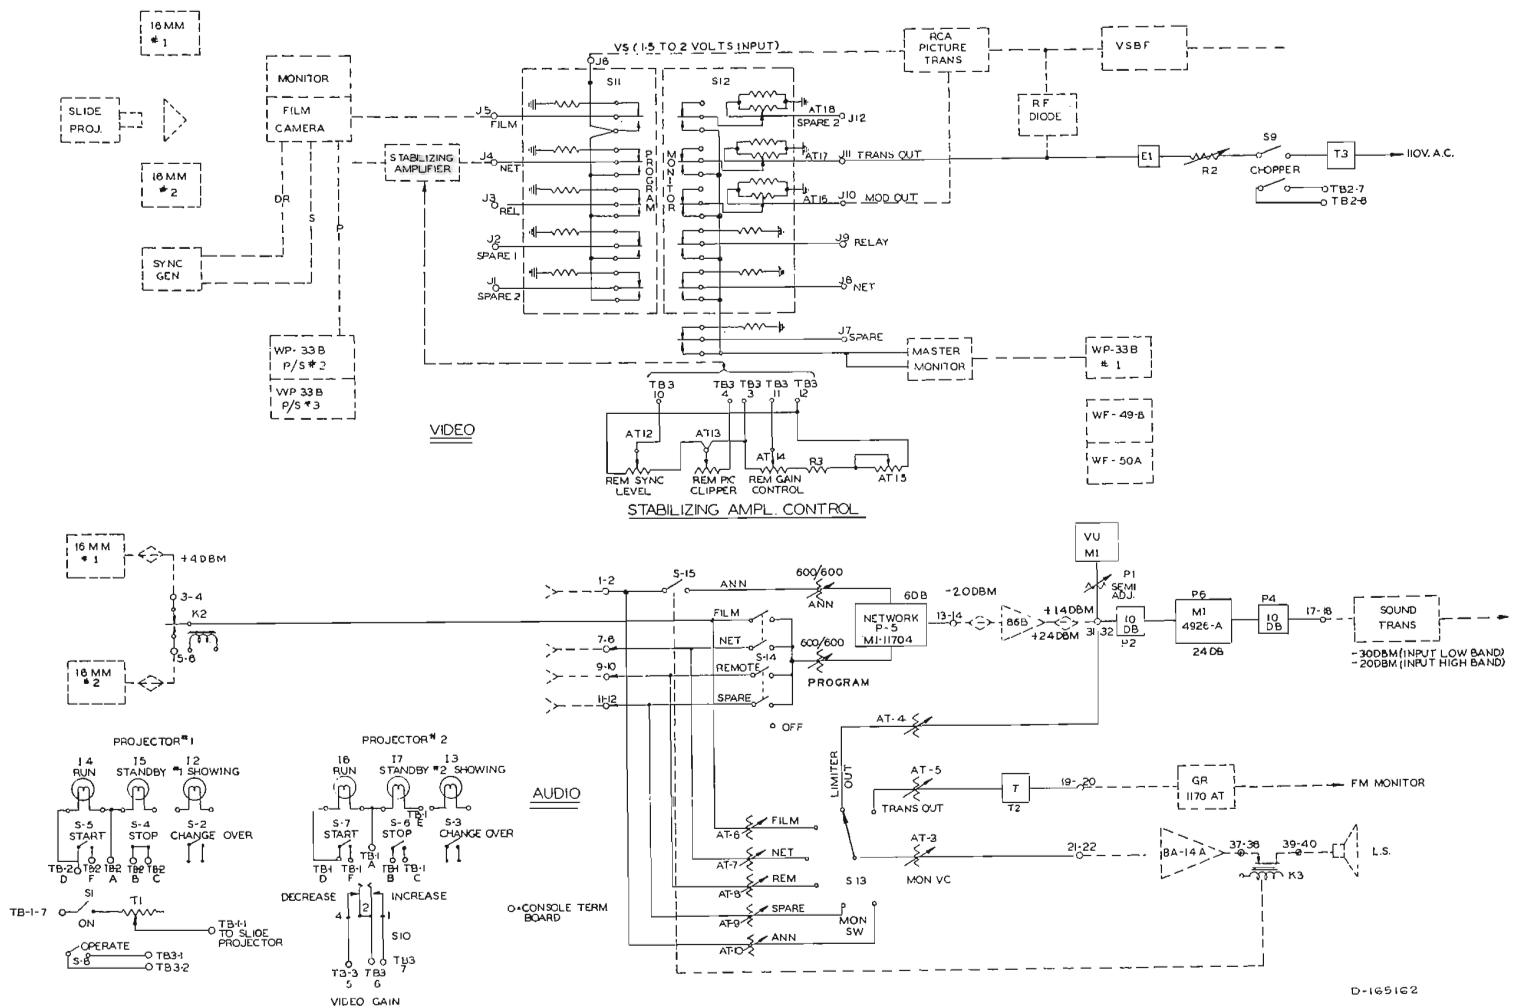 16 MM
# 1
SLIDE
PROJ.
16 MM
# 2
SYNC
GEN
MONITOR
FILM
CAMERA
DR
S
P
WP-33B
P/S # 2
WP 33B
P/S # 3
VIDEO
STABILIZING
AMPLIFIER
VS (1.5 TO 2 VOLTS INPUT)
J6
S11
S12
J5
FILM
J4
NET
J3
REL
J2
SPARE 1
J1
SPARE 2
PROGRAM
MONITOR
AT18
SPARE 2
J12
AT17
J11 TRANS OUT
J10 MOD OUT
J9 RELAY
J8 NET
J7
SPARE
RCA
PICTURE
TRANS
VSBF
RF
DIODE
E1
R2
S9
CHOPPER
T3
110V. A.C.
TB2-7
TB2-8
MASTER
MONITOR
WP-33B
# 1
WF-49-B
WF-50A
TB3
10
TB3
4
TB3
3
TB3
11
TB3
12
AT12
AT13
AT14
R3
AT15
REM SYNC
LEVEL
REM PIC
CLIPPER
REM GAIN
CONTROL
STABILIZING AMPL. CONTROL
16 MM
# 1
+4DBM
3-4
K2
5-6
16 MM
# 2
1-2
S-15
ANN
600/600
ANN
FILM
7-8
NET
9-10
S-14
REMOTE
11-12
SPARE
OFF
600/600
PROGRAM
6DB
NETWORK
P-5
MI-11704
13-14
-20DBM
86B
+14DBM
+24DBM
31-32
VU
M1
P1
SEMI
ADJ.
10
DB
P2
P6
MI
4926-A
24DB
P4
10
DB
17-18
SOUND
TRANS
-30DBM(INPUT LOW BAND)
-20DBM(INPUT HIGH BAND)
AT-4
LIMITER
OUT
AT-5
TRANS OUT
T
T2
19-20
GR
1170 AT
FM MONITOR
AT-3
MON VC
21-22
BA-14A
37-38
39-40
K3
L.S.
AT-6
FILM
AT-7
NET
AT-8
REM
AT-9
SPARE
AT-10
ANN
S13
MON
SW
AUDIO
PROJECTOR #1
I4
RUN
I5
STANDBY
I2
#1 SHOWING
S-5
START
S-4
STOP
S-2
CHANGE OVER
TB-2
D
TB2
F
TB2
A
TB2
B
TB2
C
PROJECTOR # 2
I6
RUN
I7
STANDBY
I3
#2 SHOWING
TB-1
E
S-7
START
TB-1
A
S-6
STOP
S-3
CHANGE OVER
TB-1
D
TB-1
F
TB-1
B
TB-1
C
TB-1-7
S1
ON
T1
TB-1-1
TO SLIDE
PROJECTOR
OPERATE
S-8
TB3-1
TB3-2
DECREASE
INCREASE
4
2
1
S10
TB-3
5
TB3
6
TB3
7
VIDEO GAIN
O=CONSOLE TERM
BOARD
D-165162